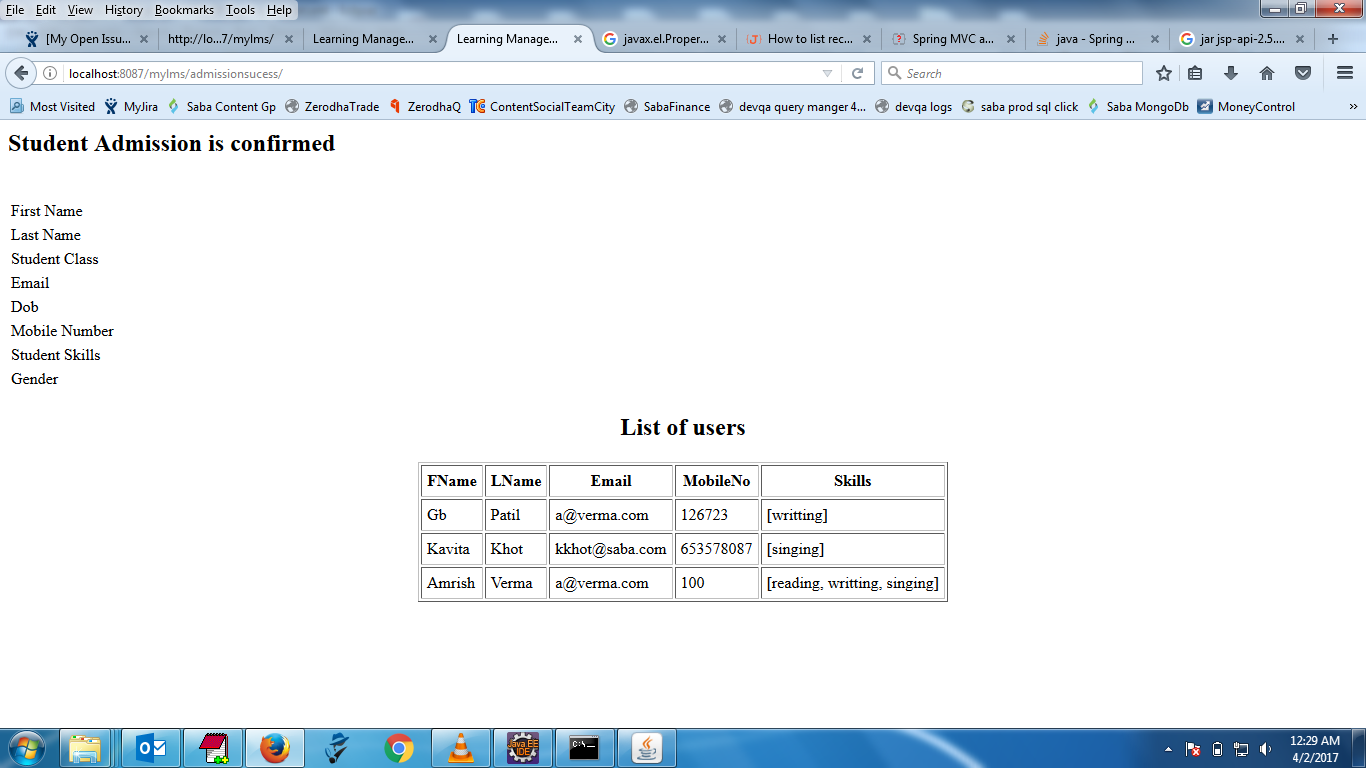 File Edit View History Bookmarks Tools Help
[My Open Issu... http://lo...7/mylms/ Learning Manage... Learning Manage... javax.el.Proper... How to list rec... Spring MVC a... java - Spring ... jar jsp-api-2.5....
localhost:8087/mylms/admissionsucess/ Search
Most Visited MyJira Saba Content Gp ZerodhaTrade ZerodhaQ ContentSocialTeamCity SabaFinance devqa query manger 4... devqa logs saba prod sql click Saba MongoDb MoneyControl »
Student Admission is confirmed
First Name
Last Name
Student Class
Email
Dob
Mobile Number
Student Skills
Gender
List of users
FName LName Email MobileNo Skills
Gb Patil a@verma.com 126723 [writting]
Kavita Khot kkhot@saba.com 653578087 [singing]
Amrish Verma a@verma.com 100 [reading, writting, singing]
Java EE
IDE
C:\._
12:29 AM
4/2/2017